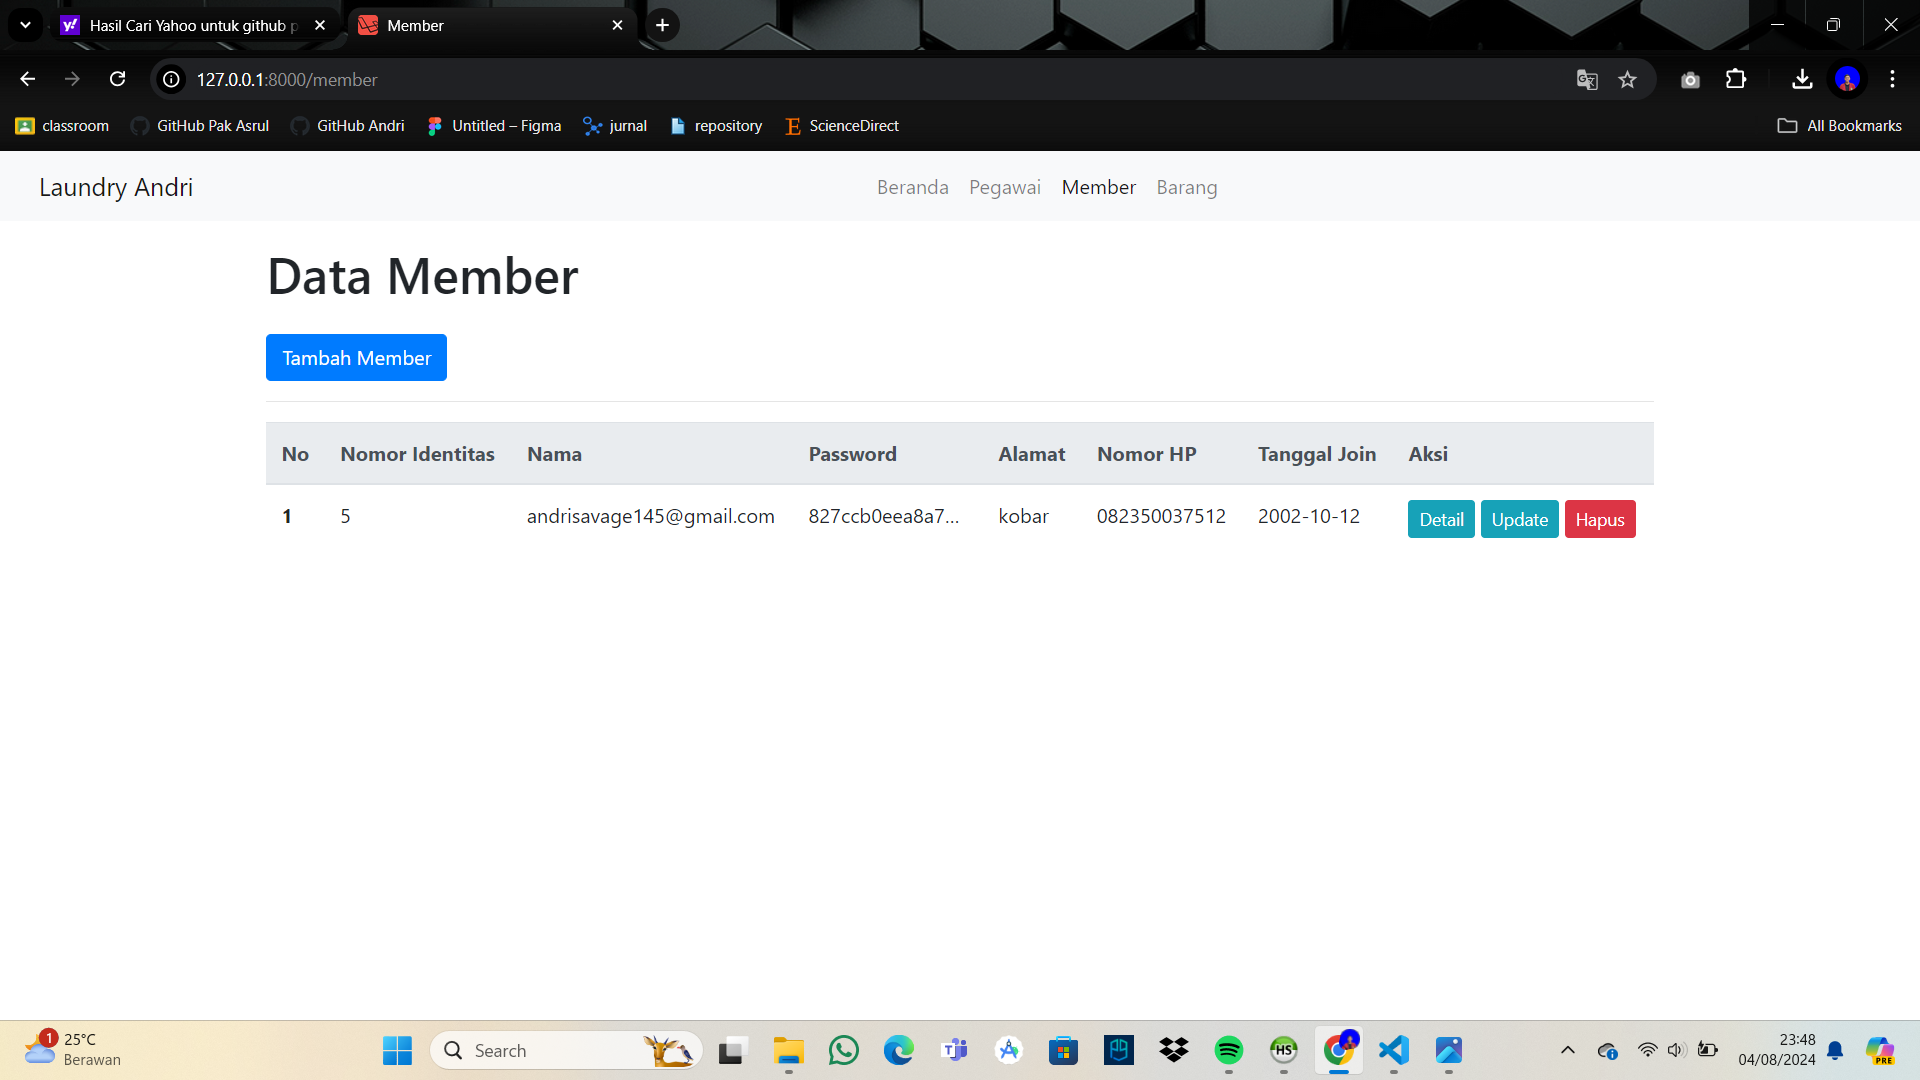 Hasil Cari Yahoo untuk github p
Member
127.0.0.1:8000/member
classroom
GitHub Pak Asrul
GitHub Andri
Untitled – Figma
jurnal
repository
ScienceDirect
All Bookmarks
Laundry Andri
Beranda Pegawai Member Barang
Data Member
Tambah Member
No Nomor Identitas Nama Password Alamat Nomor HP Tanggal Join Aksi
1 5 andrisavage145@gmail.com 827ccb0eea8a7... kobar 082350037512 2002-10-12 Detail Update Hapus
1
25°C
Berawan
Search
HS
PRE
23:48
04/08/2024